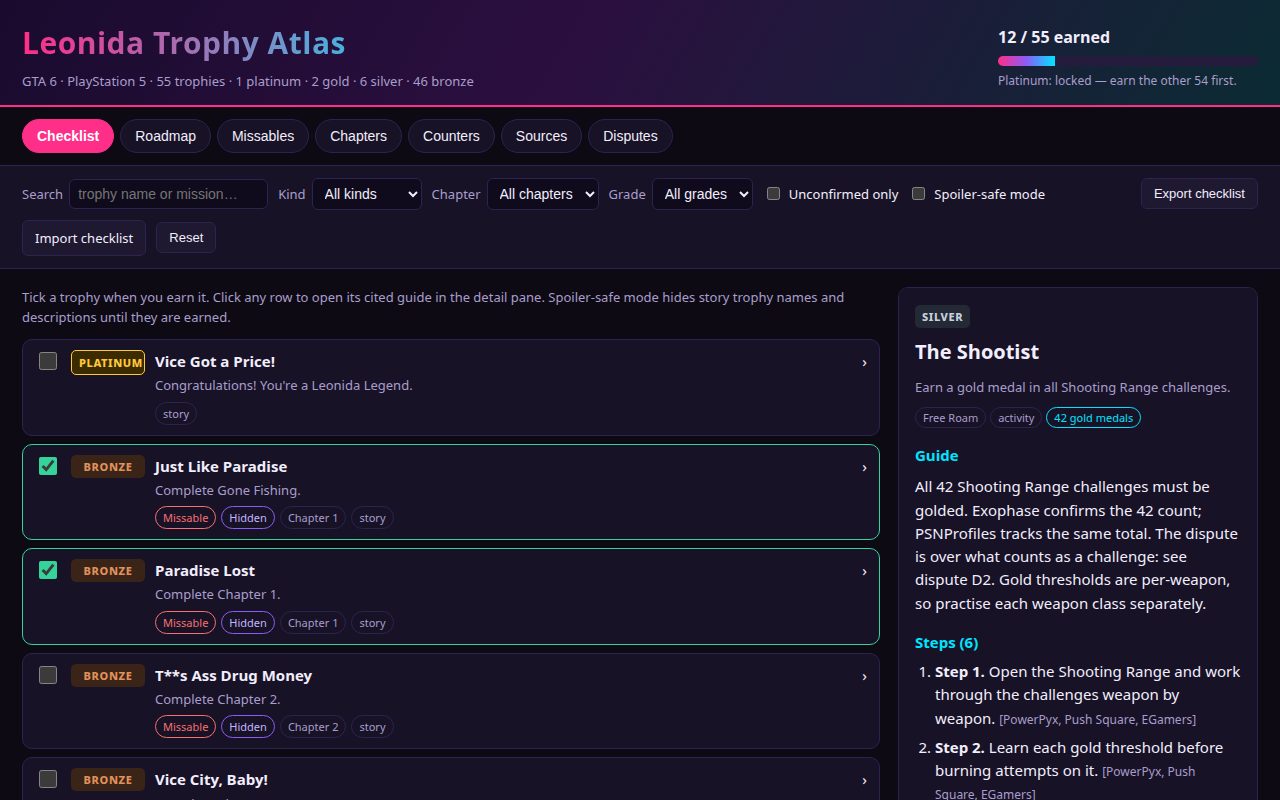 Leonida Trophy Atlas
GTA 6 · PlayStation 5 · 55 trophies · 1 platinum · 2 gold · 6 silver · 46 bronze
12 / 55 earned
Platinum: locked — earn the other 54 first.
Checklist
Roadmap
Missables
Chapters
Counters
Sources
Disputes
Search
trophy name or mission…
Kind
All kinds
Chapter
All chapters
Grade
All grades
Unconfirmed only
Spoiler-safe mode
Export checklist
Import checklist
Reset
Tick a trophy when you earn it. Click any row to open its cited guide in the detail pane. Spoiler-safe mode hides story trophy names and
descriptions until they are earned.
PLATINUM
Vice Got a Price!
›
Congratulations! You're a Leonida Legend.
story
BRONZE
Just Like Paradise
›
Complete Gone Fishing.
Missable
Hidden
Chapter 1
story
BRONZE
Paradise Lost
›
Complete Chapter 1.
Missable
Hidden
Chapter 1
story
BRONZE
T**s Ass Drug Money
›
Complete Chapter 2.
Missable
Hidden
Chapter 2
story
BRONZE
Vice City, Baby!
›
SILVER
The Shootist
Earn a gold medal in all Shooting Range challenges.
Free Roam
activity
42 gold medals
Guide
All 42 Shooting Range challenges must be
golded. Exophase confirms the 42 count;
PSNProfiles tracks the same total. The dispute
is over what counts as a challenge: see
dispute D2. Gold thresholds are per-weapon,
so practise each weapon class separately.
Steps (6)
1. Step 1. Open the Shooting Range and work
through the challenges weapon by
weapon. [PowerPyx, Push Square, EGamers]
2. Step 2. Learn each gold threshold before
burning attempts on it. [PowerPyx, Push
Square, EGamers]